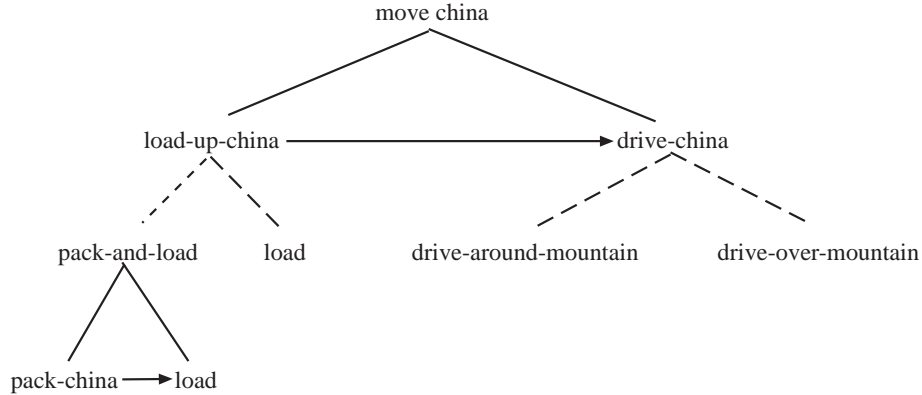 move china
load-up-china
drive-china
pack-and-load
load
drive-around-mountain
drive-over-mountain
pack-china
load